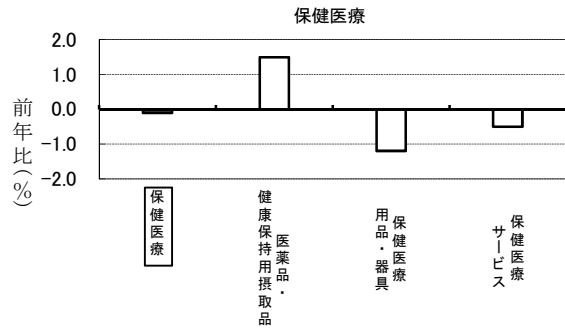 保健医療
前年比(％)
2.0
1.0
0.0
-1.0
-2.0
保健医療
医薬品・
健康保持用摂取品
保健医療
用品・器具
保健医療
サービス